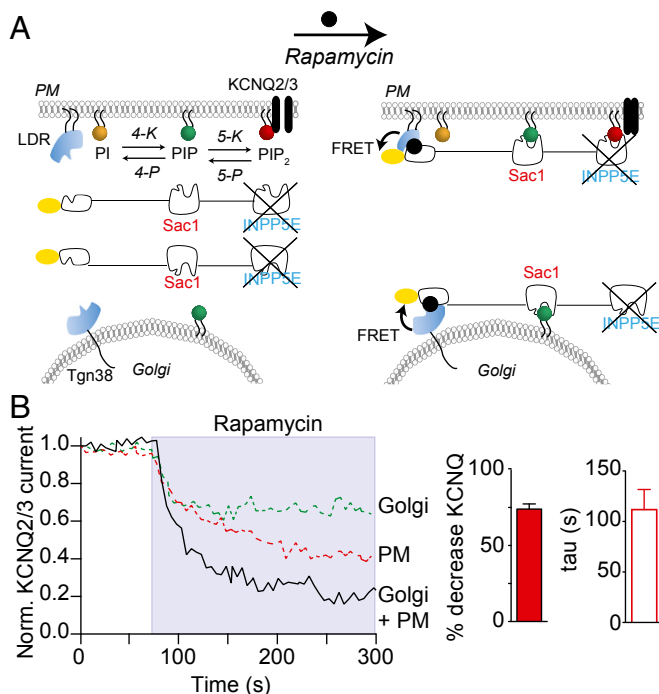 A
Rapamycin
PM
KCNQ2/3
LDR
PI
4-K
4-P
PIP
5-K
5-P
PIP2
Sac1
INPP5E
Sac1
INPP5E
Tgn38
Golgi
PM
FRET
Sac1
INPP5E
Sac1
INPP5E
FRET
Golgi
B
Rapamycin
Norm. KCNQ2/3 current
1.0
0.8
0.6
0.4
0.2
0.0
Golgi
PM
Golgi
+ PM
100
200
300
Time (s)
% decrease KCNQ
100
75
25
0
tau (s)
150
100
50
0